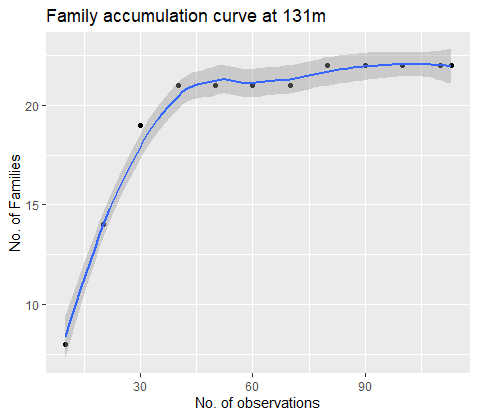 Family accumulation curve at 131m
20
15
10
No. of Families
30 60 90
No. of observations